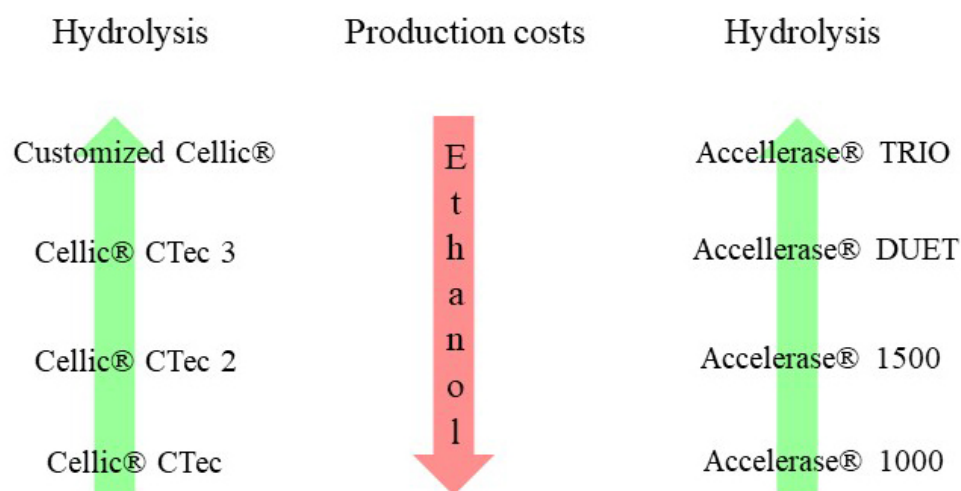 Hydrolysis
Production costs
Hydrolysis
Customized Cellic®
Cellic® CTec 3
Cellic® CTec 2
Cellic® CTec
Ethanol
Accellerase® TRIO
Accellerase® DUET
Accelerase® 1500
Accelerase® 1000